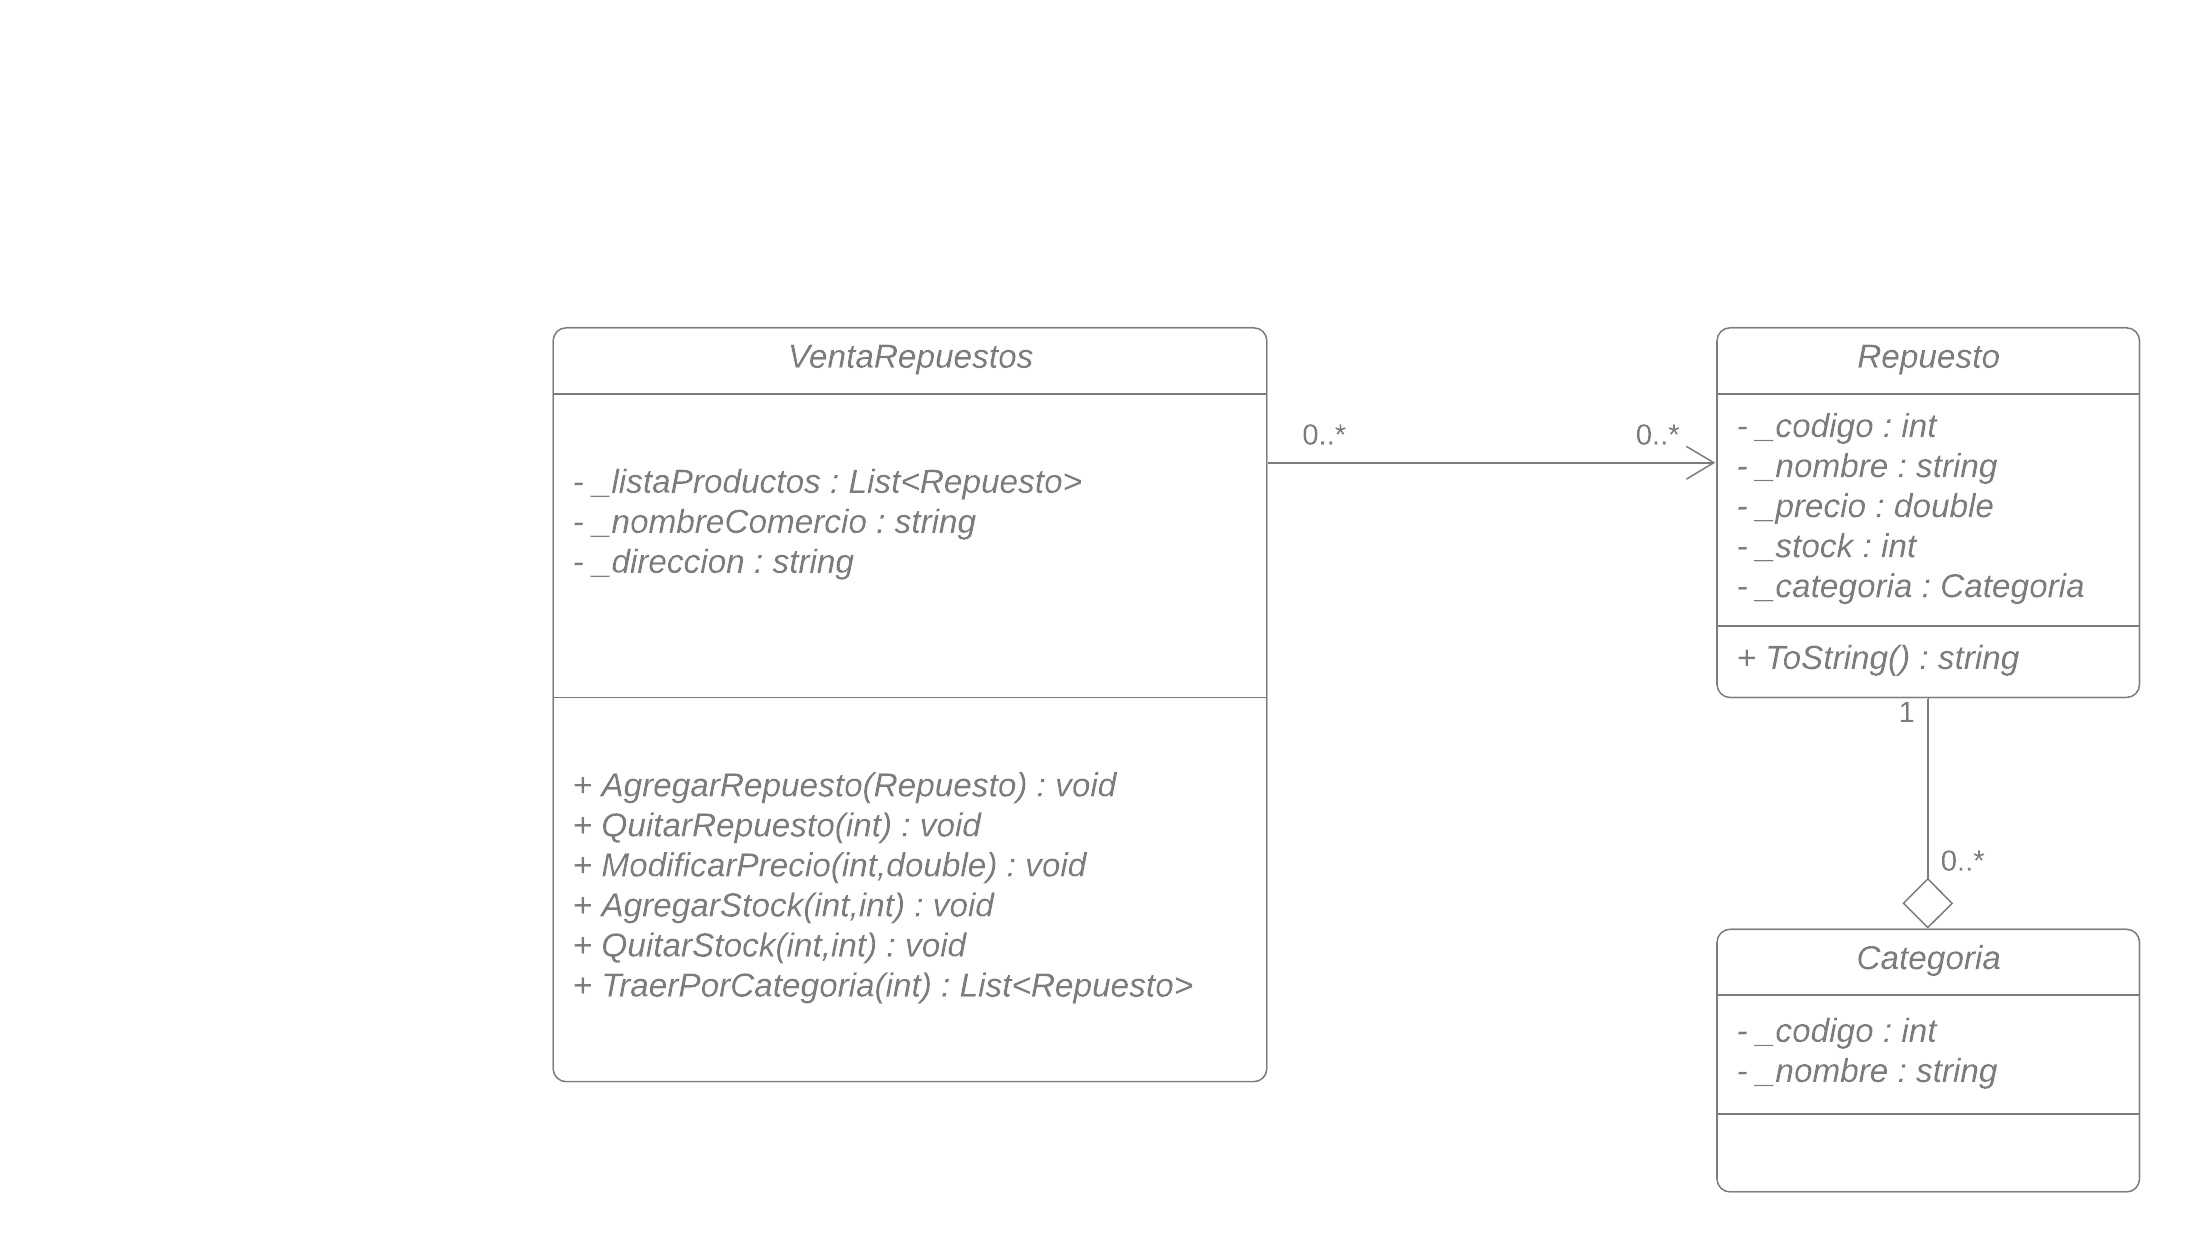 VentaRepuestos
- _listaProductos : List<Repuesto>
- _nombreComercio : string
- _direccion : string
+ AgregarRepuesto(Repuesto) : void
+ QuitarRepuesto(int) : void
+ ModificarPrecio(int,double) : void
+ AgregarStock(int,int) : void
+ QuitarStock(int,int) : void
+ TraerPorCategoria(int) : List<Repuesto>
0..*
0..*
Repuesto
- _codigo : int
- _nombre : string
- _precio : double
- _stock : int
- _categoria : Categoria
+ ToString() : string
1
0..*
Categoria
- _codigo : int
- _nombre : string